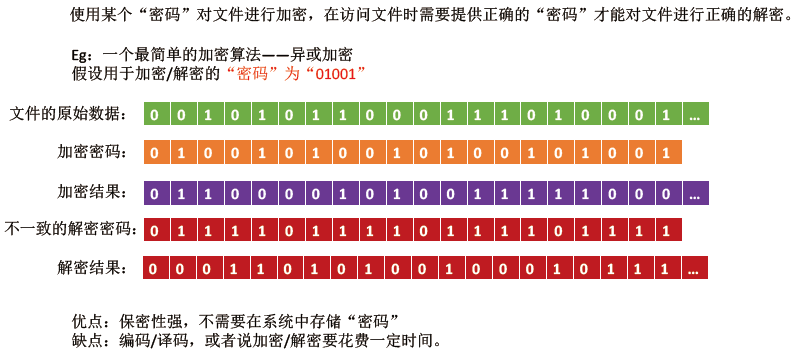 使用某个“密码”对文件进行加密，在访问文件时需要提供正确的“密码”才能对文件进行正确的解密。
Eg：一个最简单的加密算法——异或加密
假设用于加密/解密的“密码”为“01001”
文件的原始数据： 0 0 1 0 1 0 1 1 0 0 0 1 1 1 0 1 0 0 0 1 ...
加密密码： 0 1 0 0 1 0 1 0 0 1 0 1 0 0 1 0 1 0 0 1
加密结果： 0 1 1 0 0 0 0 1 0 1 0 0 1 1 1 1 1 0 0 0 ...
不一致的解密密码: 0 1 1 1 1 0 1 1 1 1 0 1 1 1 1 0 1 1 1 1
解密结果： 0 0 0 1 1 0 1 0 1 0 0 1 0 0 0 1 0 1 1 1 ...
优点：保密性强，不需要在系统中存储“密码”
缺点：编码/译码，或者说加密/解密要花费一定时间。